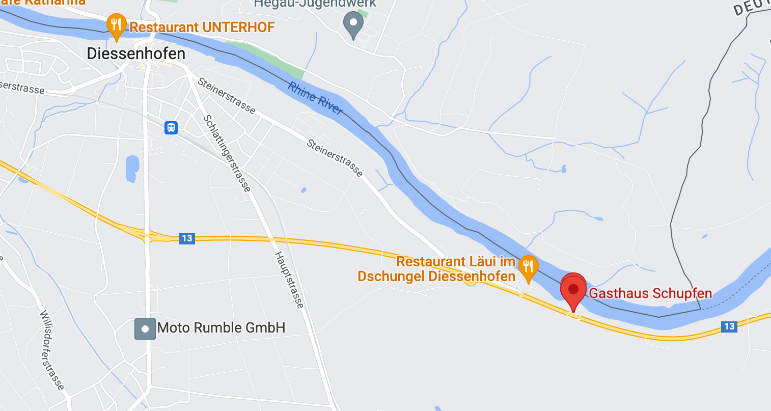 Katharina
Hegau-Jugendwerk
Restaurant UNTERHOF
Diessenhofen
Steinerstrasse
Rhine River
Schlattingerstrasse
Steinerstrasse
13
Restaurant Läui im
Dschungel Diessenhofen
Gasthaus Schupfen
Hauptstrasse
Willisdorferstrasse
Moto Rumble GmbH
13